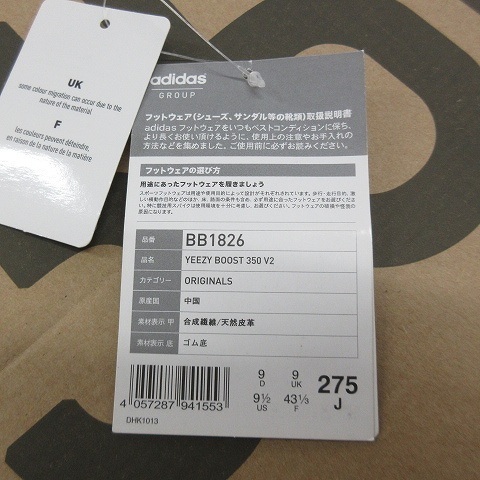 UK
some colour migration can occur due to the
nature of the material
F
Les couleurs peuvent déteindre,
en raison de la nature de la matière
adidas
GROUP
フットウェア(シューズ、サンダル等の靴類)取扱説明書
adidas フットウェアをいつもベストコンディションに保ち、
より長くお使い頂けるように、使用上の注意やお手入れの
方法などを集めました。ご使用前に必ずお読みください。
フットウェアの選び方
用途にあったフットウェアを履きましょう
品番 BB1826
品名 YEEZY BOOST 350 V2
カテゴリー ORIGINALS
原産国 中国
素材表示 甲 合成繊維/天然皮革
素材表示 底 ゴム底
9 D 9 UK 275 J
9½ US 43⅓ F
4 057287 941553
DHK1013